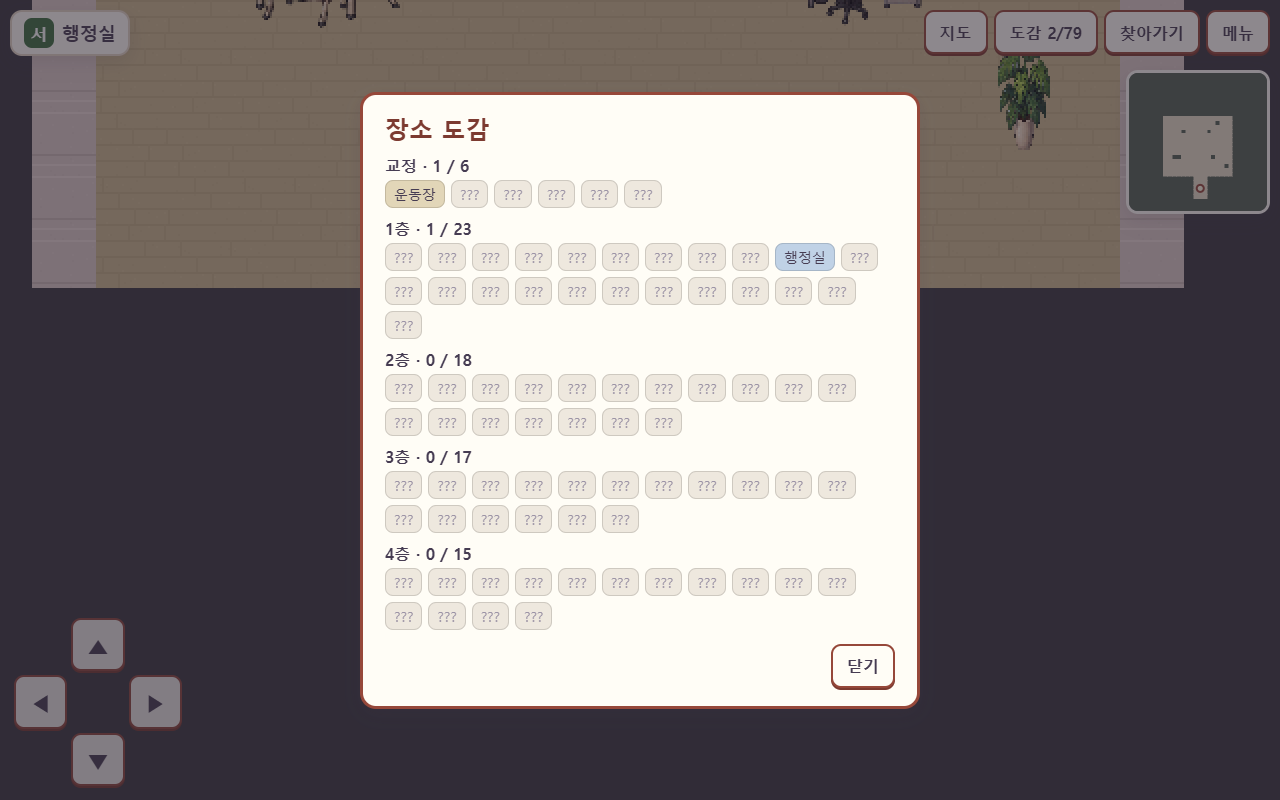 서 행정실
지도 도감 2/79 찾아가기 메뉴
장소 도감
교정 · 1 / 6
운동장 ??? ??? ??? ??? ???
1층 · 1 / 23
??? ??? ??? ??? ??? ??? ??? ??? ??? 행정실 ???
??? ??? ??? ??? ??? ??? ??? ??? ??? ??? ???
???
2층 · 0 / 18
??? ??? ??? ??? ??? ??? ??? ??? ??? ??? ???
??? ??? ??? ??? ??? ??? ???
3층 · 0 / 17
??? ??? ??? ??? ??? ??? ??? ??? ??? ??? ???
??? ??? ??? ??? ??? ???
4층 · 0 / 15
??? ??? ??? ??? ??? ??? ??? ??? ??? ??? ???
??? ??? ??? ???
닫기